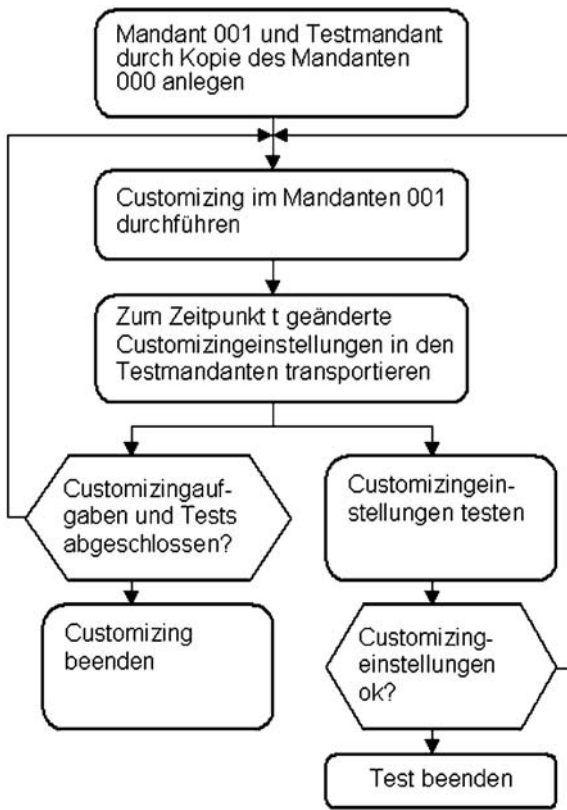 Mandant 001 und Testmandant
durch Kopie des Mandanten
000 anlegen
Customizing im Mandanten 001
durchführen
Zum Zeitpunkt t geänderte
Customizingeinstellungen in den
Testmandanten transportieren
Customizingauf-
gaben und Tests
abgeschlossen?
Customizingein-
stellungen testen
Customizing
beenden
Customizing-
einstellungen
ok?
Test beenden